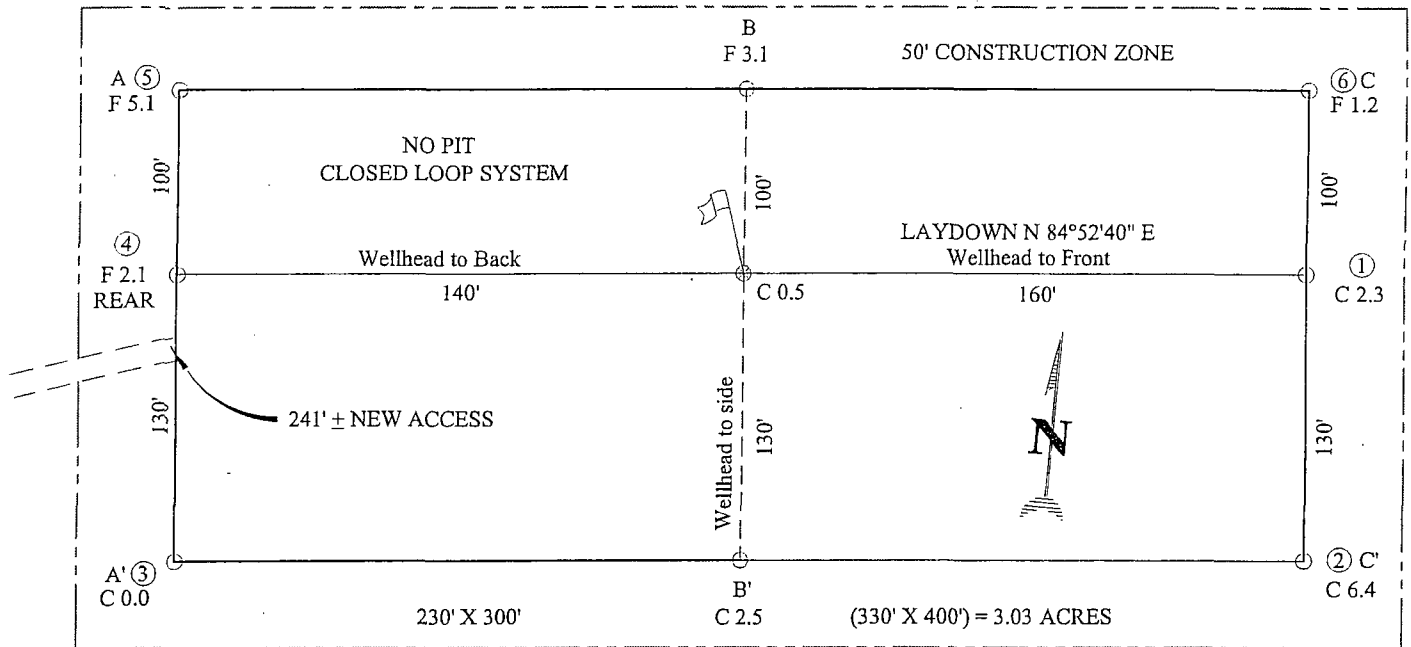 B
F 3.1
50' CONSTRUCTION ZONE
A ⑤
F 5.1
⑥ C
F 1.2
NO PIT
CLOSED LOOP SYSTEM
100'
100'
100'
④
F 2.1
REAR
Wellhead to Back
140'
C 0.5
LAYDOWN N 84°52'40" E
Wellhead to Front
160'
①
C 2.3
130'
241' ± NEW ACCESS
Wellhead to side
130'
N
130'
A' ③
C 0.0
B'
C 2.5
② C'
C 6.4
230' X 300'
(330' X 400') = 3.03 ACRES